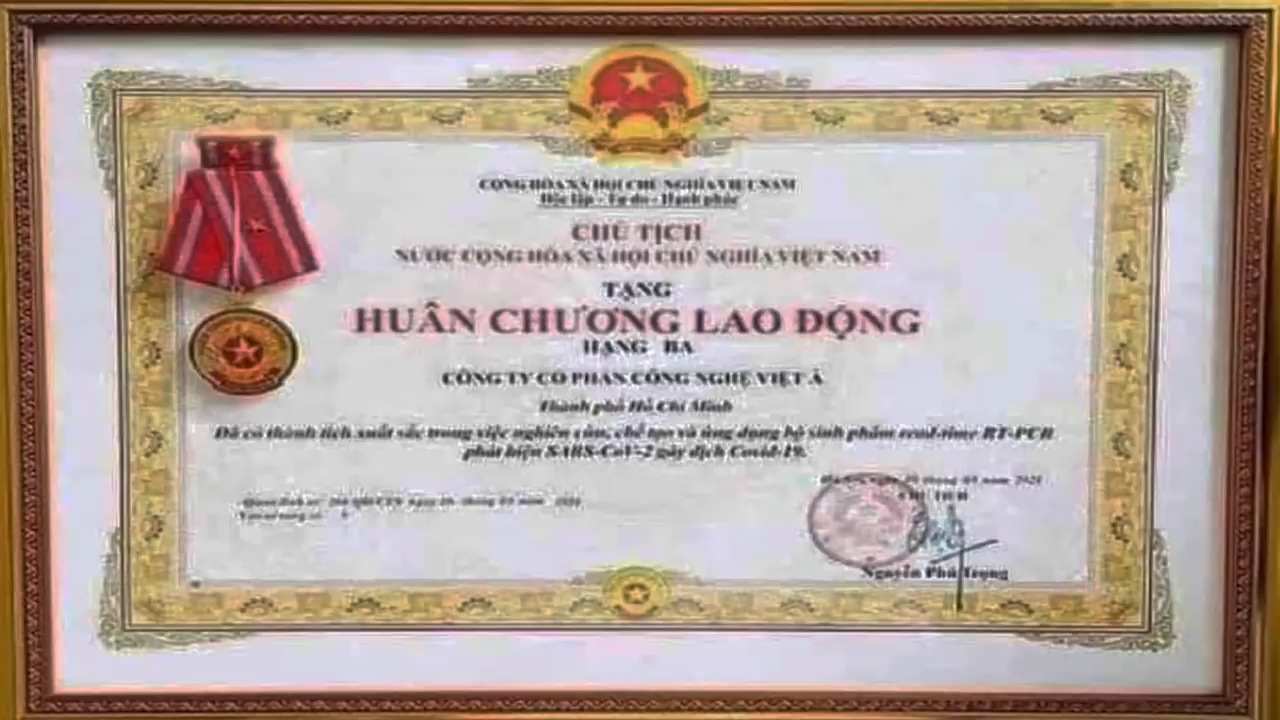 CỘNG HÒA XÃ HỘI CHỦ NGHĨA VIỆT NAM
Độc lập - Tự do - Hạnh phúc
CHỦ TỊCH
NƯỚC CỘNG HÒA XÃ HỘI CHỦ NGHĨA VIỆT NAM
TẶNG
HUÂN CHƯƠNG LAO ĐỘNG
HẠNG BA
CÔNG TY CỔ PHẦN CÔNG NGHỆ VIỆT Á
Thành phố Hồ Chí Minh
Đã có thành tích xuất sắc trong việc nghiên cứu, chế tạo và ứng dụng bộ sinh phẩm real-time RT-PCR
phát hiện SARS-CoV-2 gây dịch Covid-19.
CHỦ TỊCH
Nguyễn Phú Trọng